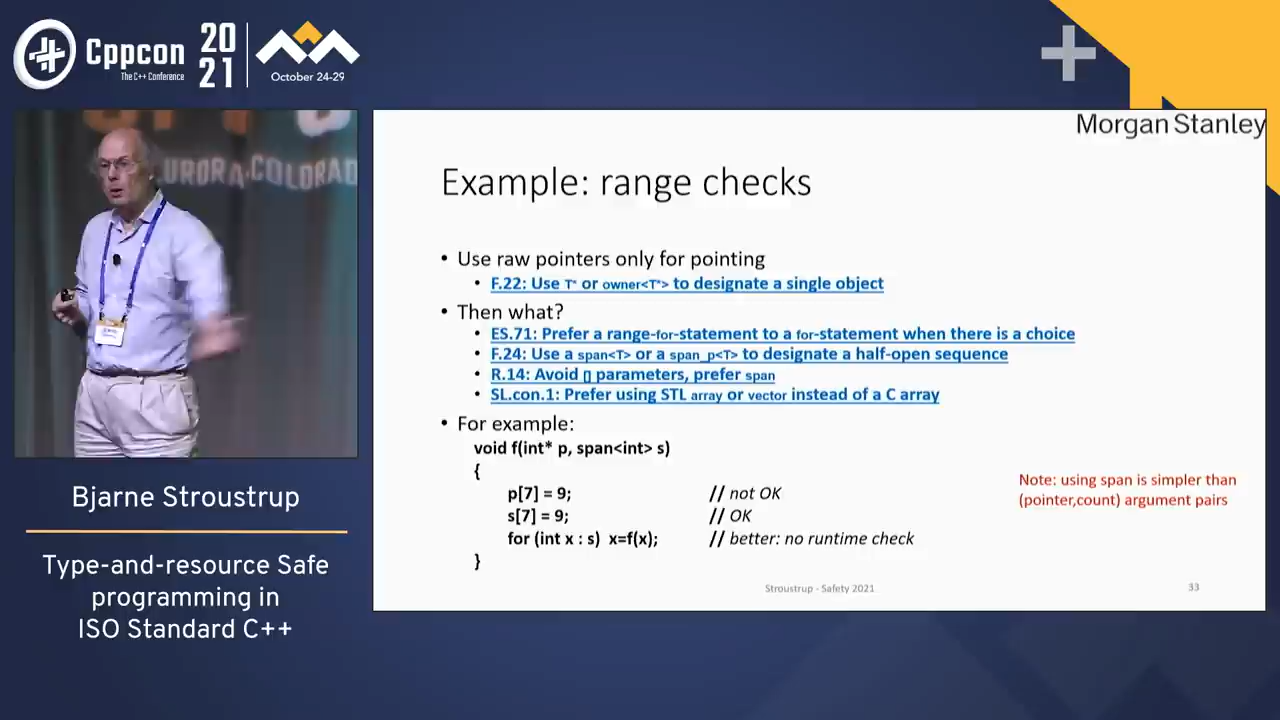 Cppcon
The C++ Conference
20
21
October 24-29
Morgan Stanley
AURORA, COLORADO
Example: range checks
• Use raw pointers only for pointing
• F.22: Use T* or owner<T*> to designate a single object
• Then what?
• ES.71: Prefer a range-for-statement to a for-statement when there is a choice
• F.24: Use a span<T> or a span_p<T> to designate a half-open sequence
• R.14: Avoid [] parameters, prefer span
• SL.con.1: Prefer using STL array or vector instead of a C array
• For example:
void f(int* p, span<int> s)
{
p[7] = 9; // not OK
s[7] = 9; // OK
for (int x : s) x=f(x); // better: no runtime check
}
Note: using span is simpler than
(pointer,count) argument pairs
Stroustrup - Safety 2021
33
Bjarne Stroustrup
Type-and-resource Safe
programming in
ISO Standard C++